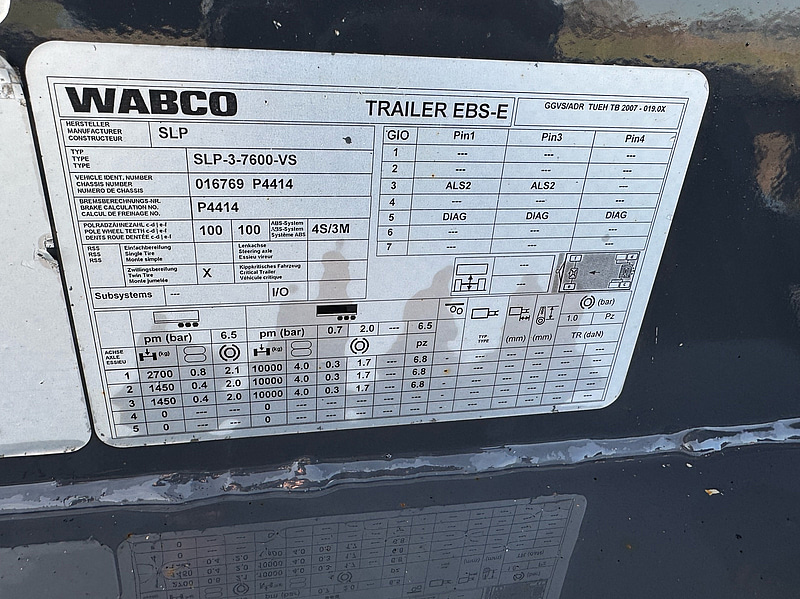 WABCO
TRAILER EBS-E
GGVS/ADR TUEH TB 2007 - 019.0X
HERSTELLER
MANUFACTURER
CONSTRUCTEUR
SLP
TYP
TYPE
TYPE
SLP-3-7600-VS
VEHICLE IDENT. NUMBER
CHASSIS NUMBER
NUMERO DE CHASSIS
016769 P4414
BREMSBERECHNUNGS-NR.
BRAKE CALCULATION NO.
CALCUL DE FREINAGE NO.
P4414
POLRADZÄHNEZAHL c-d | e-f
POLE WHEEL TEETH c-d | e-f
DENTS ROUE DENTÉE c-d | e-f
100 100
ABS-System
ABS-System
Système ABS
4S/3M
RSS
RSS
RSS
Einfachbereifung
Single Tire
Monte simple
Lenkachse
Steering axle
Essieu vireur
Zwillingsbereifung
Twin Tire
Monte jumelée
X
Kippkritisches Fahrzeug
Critical Trailer
Véhicule critique
Subsystems --- I/O
GIO Pin1 Pin3 Pin4
1 --- --- ---
2 --- --- ---
3 ALS2 ALS2 ---
4 --- --- ---
5 DIAG DIAG DIAG
6 --- --- ---
7 --- --- ---
pm (bar) 6.5 pm (bar) 0.7 2.0 --- 6.5
ACHSE
AXLE
ESSIEU
(kg) (kg) pz
TYP
TYPE
(mm) (mm)
(bar)
1.0 Pz
TR (daN)
1 2700 0.8 2.1 10000 4.0 0.3 1.7 --- 6.8
2 1450 0.4 2.0 10000 4.0 0.3 1.7 --- 6.8
3 1450 0.4 2.0 10000 4.0 0.3 1.7 --- 6.8
4 0 --- --- 0 --- --- --- --- ---
5 0 --- --- 0 --- --- --- --- ---